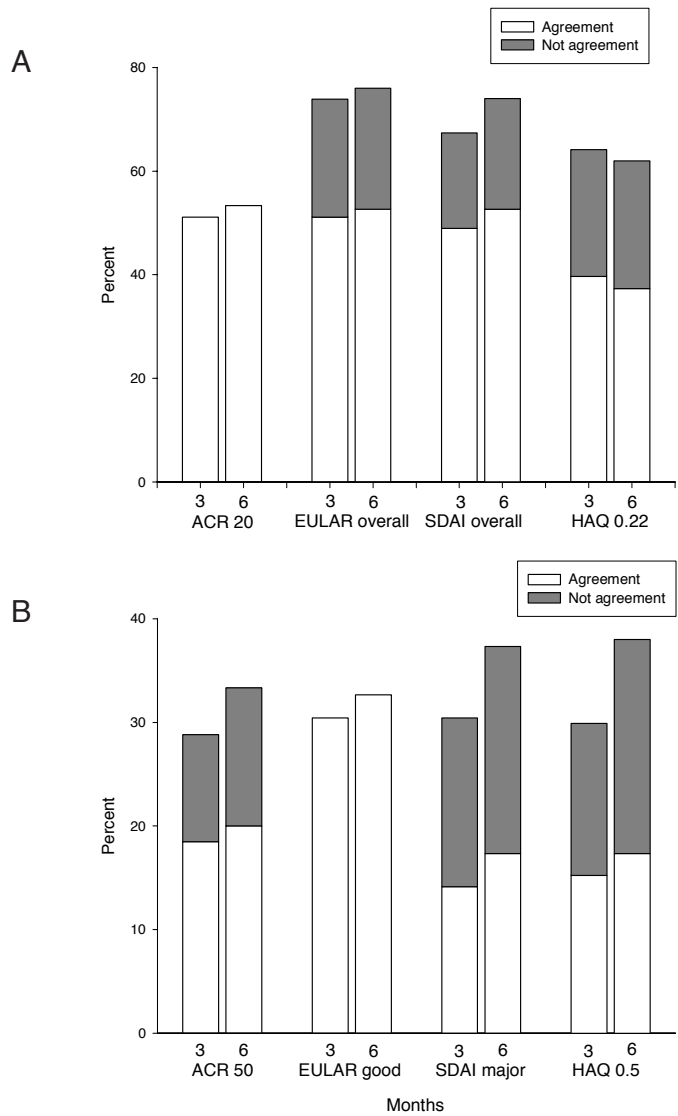 A
Agreement
Not agreement
80
60
40
20
0
Percent
3 6 3 6 3 6 3 6
ACR 20 EULAR overall SDAI overall HAQ 0.22
B
Agreement
Not agreement
40
30
20
10
0
Percent
3 6 3 6 3 6 3 6
ACR 50 EULAR good SDAI major HAQ 0.5
Months